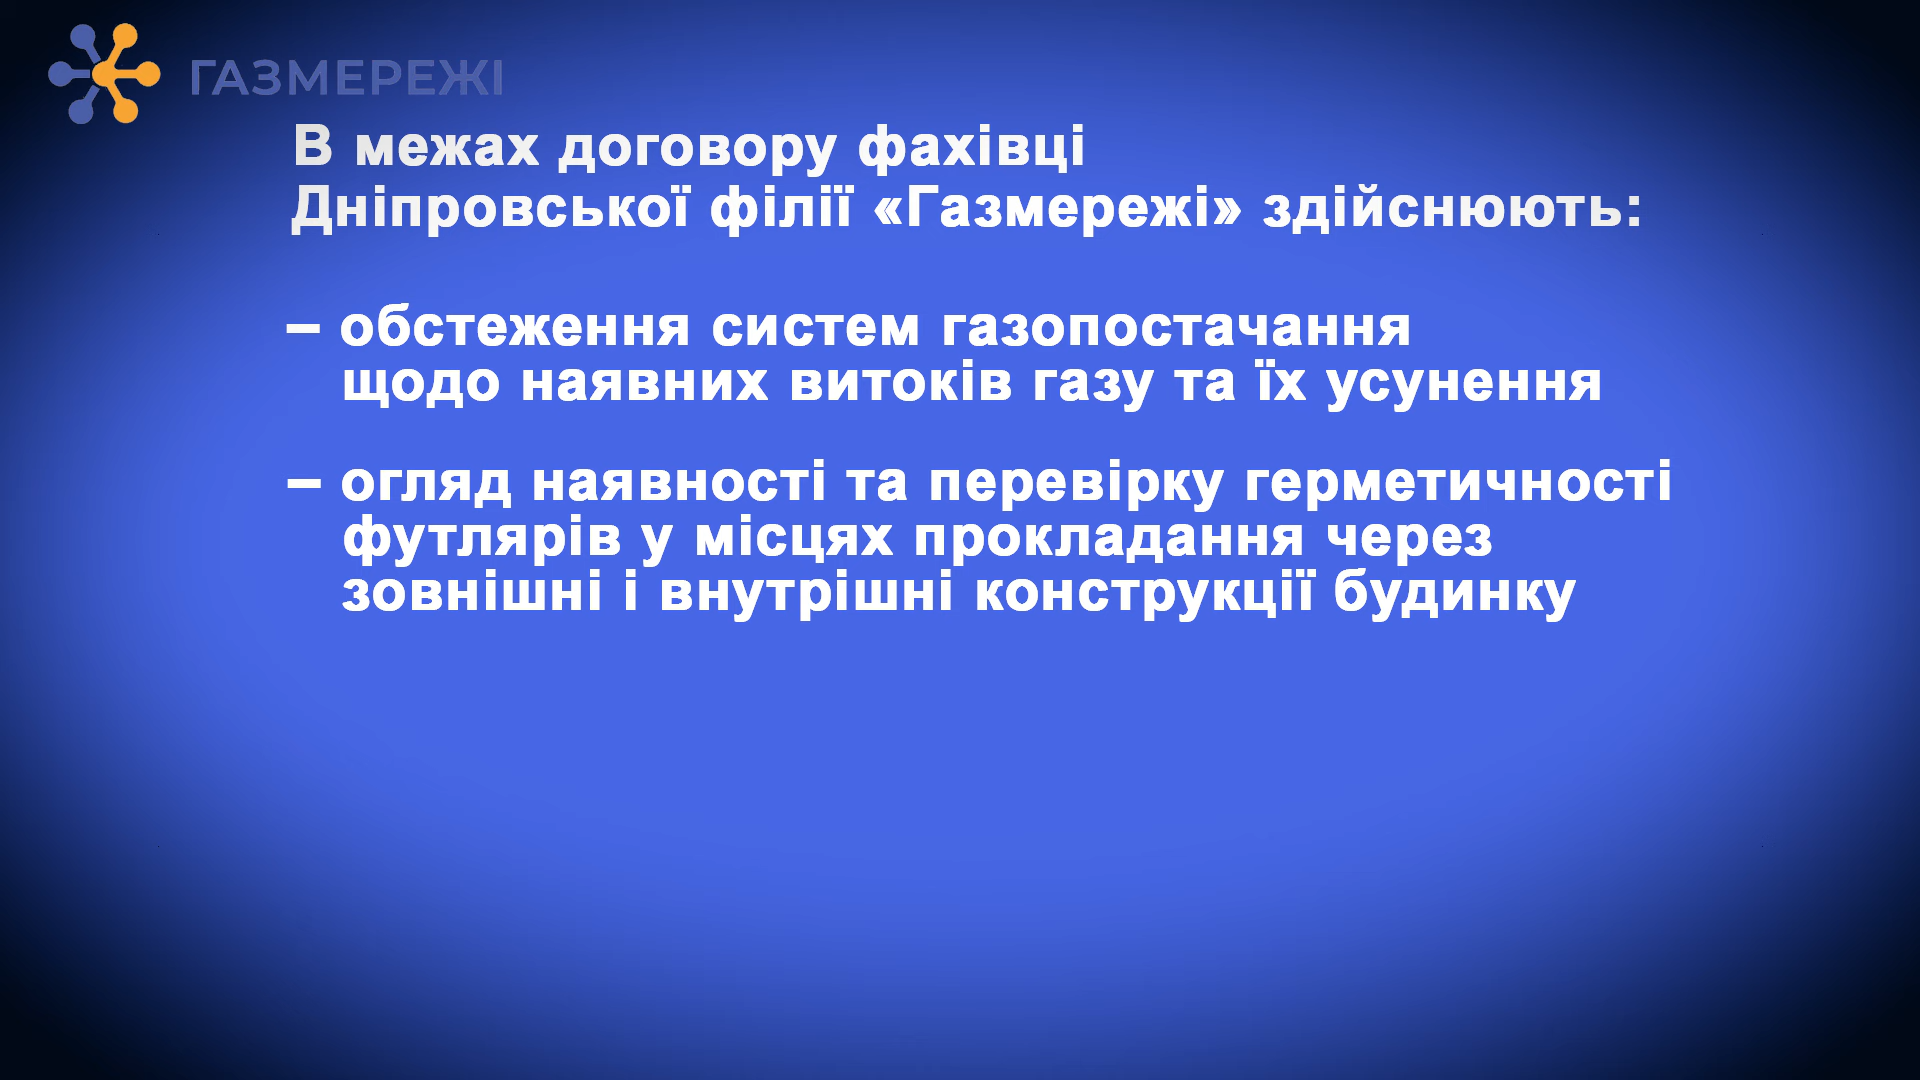 ГАЗМЕРЕЖІ
В межах договору фахівці
Дніпровської філії «Газмережі» здійснюють:
– обстеження систем газопостачання
щодо наявних витоків газу та їх усунення
– огляд наявності та перевірку герметичності
футлярів у місцях прокладання через
зовнішні і внутрішні конструкції будинку